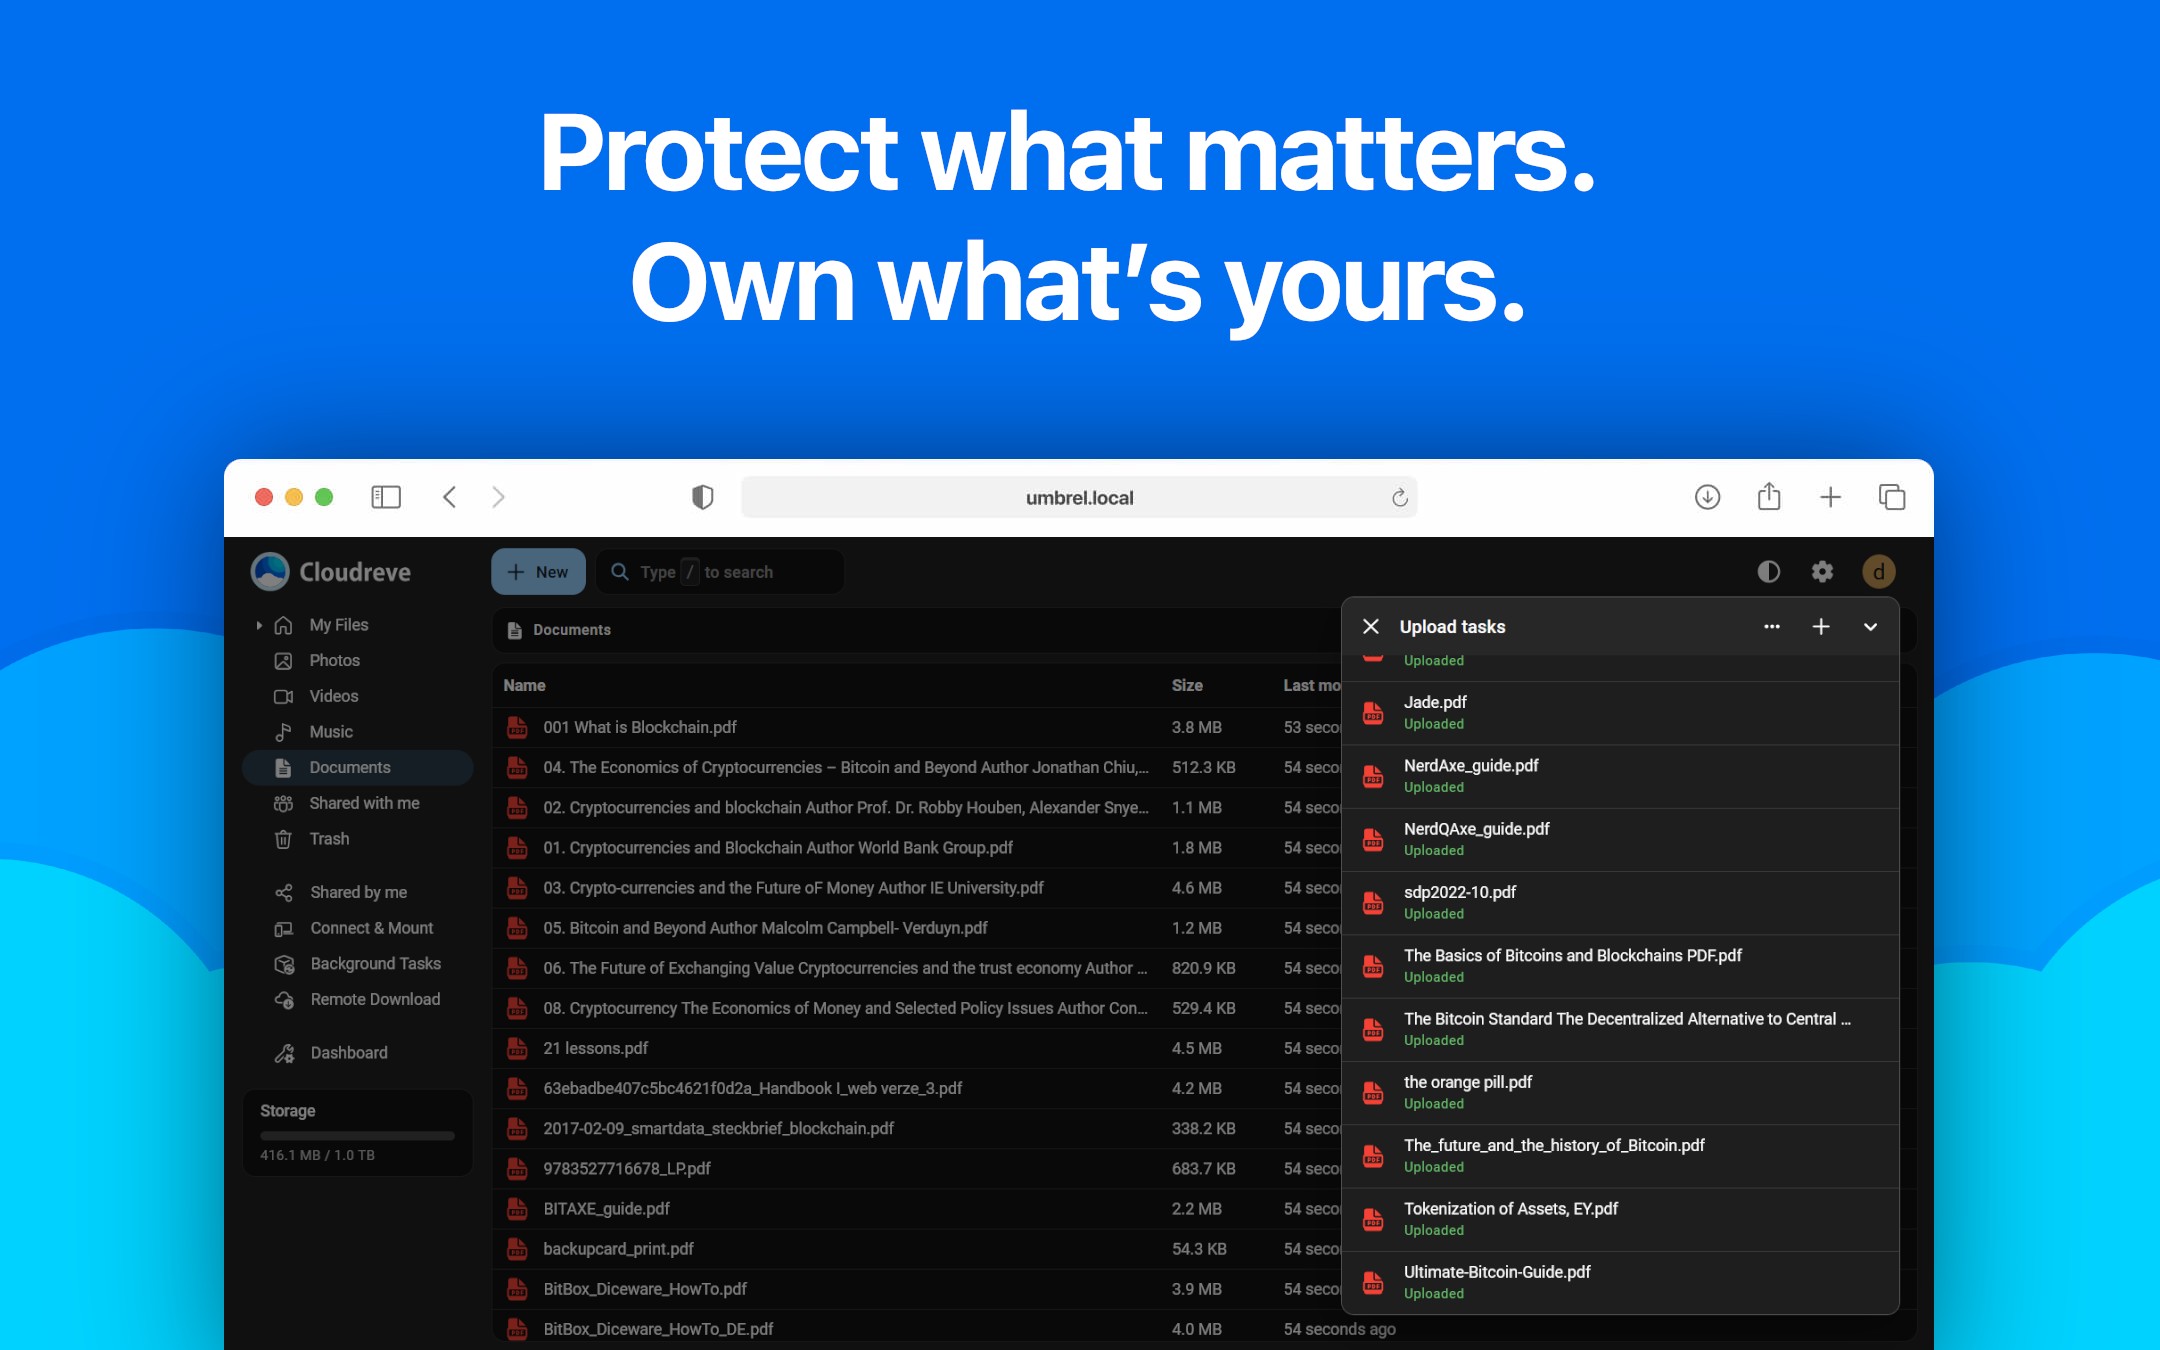 Protect what matters.
Own what’s yours.
umbrel.local
Cloudreve
New
Type / to search
d
My Files
Photos
Videos
Music
Documents
Shared with me
Trash
Shared by me
Connect & Mount
Background Tasks
Remote Download
Dashboard
Storage
416.1 MB / 1.0 TB
Documents
Name Size Last mo
001 What is Blockchain.pdf 3.8 MB 53 seco
04. The Economics of Cryptocurrencies – Bitcoin and Beyond Author Jonathan Chiu,... 512.3 KB 54 seco
02. Cryptocurrencies and blockchain Author Prof. Dr. Robby Houben, Alexander Snye... 1.1 MB 54 seco
01. Cryptocurrencies and Blockchain Author World Bank Group.pdf 1.8 MB 54 seco
03. Crypto-currencies and the Future oF Money Author IE University.pdf 4.6 MB 54 seco
05. Bitcoin and Beyond Author Malcolm Campbell- Verduyn.pdf 1.2 MB 54 seco
06. The Future of Exchanging Value Cryptocurrencies and the trust economy Author ... 820.9 KB 54 seco
08. Cryptocurrency The Economics of Money and Selected Policy Issues Author Con... 529.4 KB 54 seco
21 lessons.pdf 4.5 MB 54 seco
63ebadbe407c5bc4621f0d2a_Handbook I_web verze_3.pdf 4.2 MB 54 seco
2017-02-09_smartdata_steckbrief_blockchain.pdf 338.2 KB 54 seco
9783527716678_LP.pdf 683.7 KB 54 seco
BITAXE_guide.pdf 2.2 MB 54 seco
backupcard_print.pdf 54.3 KB 54 seco
BitBox_Diceware_HowTo.pdf 3.9 MB 54 seco
BitBox_Diceware_HowTo_DE.pdf 4.0 MB 54 seconds ago
Upload tasks
Uploaded
Jade.pdf
Uploaded
NerdAxe_guide.pdf
Uploaded
NerdQAxe_guide.pdf
Uploaded
sdp2022-10.pdf
Uploaded
The Basics of Bitcoins and Blockchains PDF.pdf
Uploaded
The Bitcoin Standard The Decentralized Alternative to Central ...
Uploaded
the orange pill.pdf
Uploaded
The_future_and_the_history_of_Bitcoin.pdf
Uploaded
Tokenization of Assets, EY.pdf
Uploaded
Ultimate-Bitcoin-Guide.pdf
Uploaded